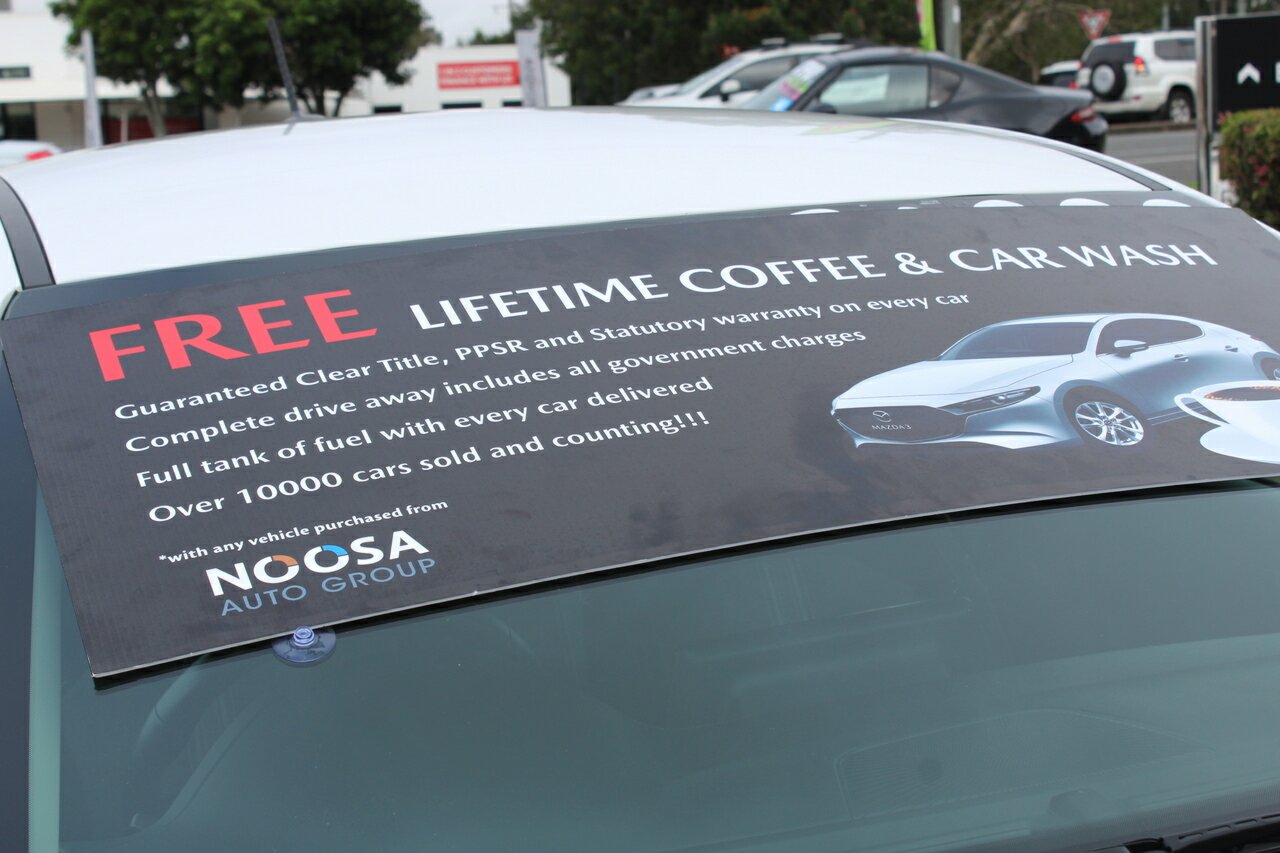 FREE LIFETIME COFFEE & CAR WASH
Guaranteed Clear Title, PPSR and Statutory warranty on every car
Complete drive away includes all government charges
Full tank of fuel with every car delivered
Over 10000 cars sold and counting!!!
*with any vehicle purchased from
NOOSA
AUTO GROUP
MAZDA3